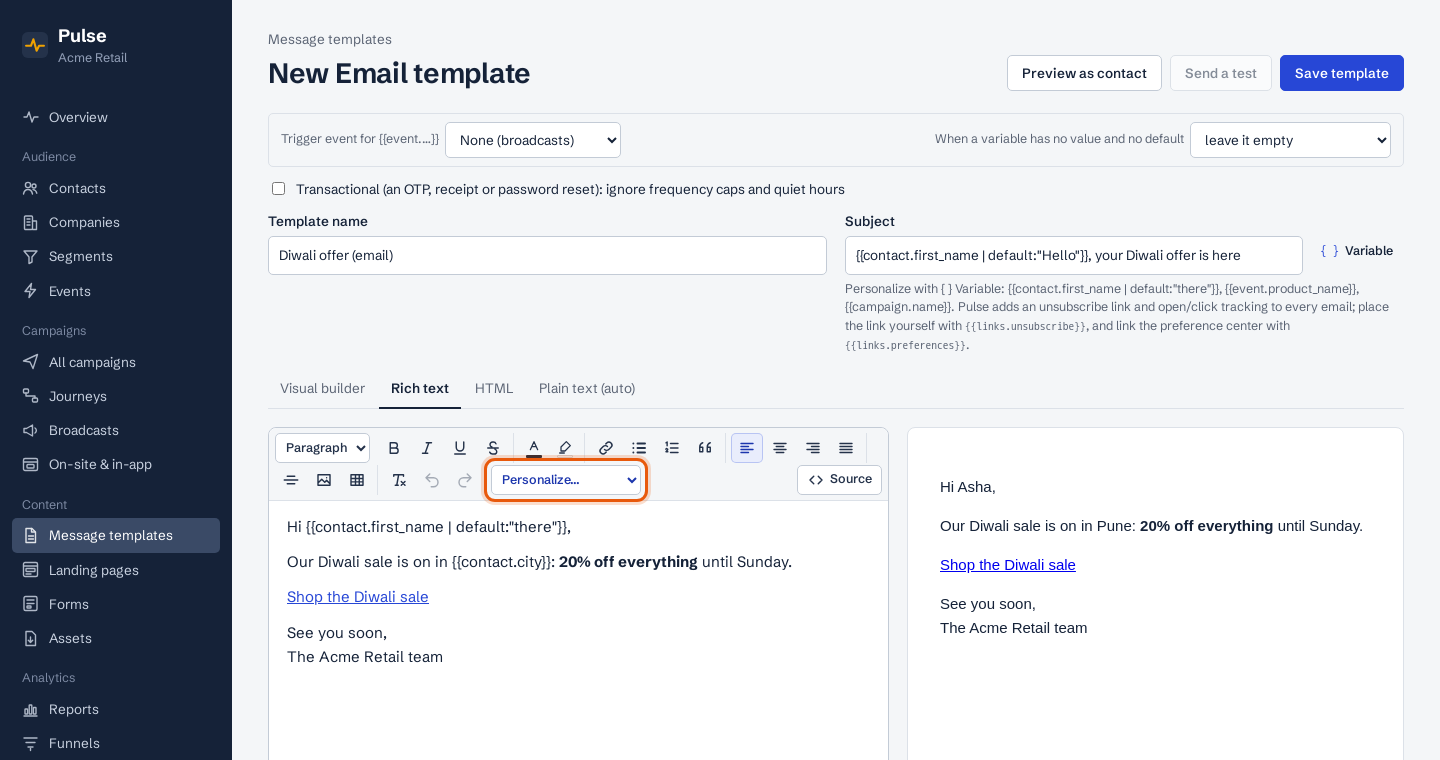 Pulse
Acme Retail
Overview
Audience
Contacts
Companies
Segments
Events
Campaigns
All campaigns
Journeys
Broadcasts
On-site & in-app
Content
Message templates
Landing pages
Forms
Assets
Analytics
Reports
Funnels
Message templates
New Email template
Preview as contact
Send a test
Save template
Trigger event for {{event.…}}
None (broadcasts)
When a variable has no value and no default
leave it empty
Transactional (an OTP, receipt or password reset): ignore frequency caps and quiet hours
Template name
Diwali offer (email)
Subject
{{contact.first_name | default:"Hello"}}, your Diwali offer is here
{ } Variable
Personalize with { } Variable: {{contact.first_name | default:"there"}}, {{event.product_name}},
{{campaign.name}}. Pulse adds an unsubscribe link and open/click tracking to every email; place
the link yourself with {{links.unsubscribe}}, and link the preference center with
{{links.preferences}}.
Visual builder
Rich text
HTML
Plain text (auto)
Paragraph
Personalize…
Source
Hi {{contact.first_name | default:"there"}},
Our Diwali sale is on in {{contact.city}}: 20% off everything until Sunday.
Shop the Diwali sale
See you soon,
The Acme Retail team
Hi Asha,
Our Diwali sale is on in Pune: 20% off everything until Sunday.
Shop the Diwali sale
See you soon,
The Acme Retail team